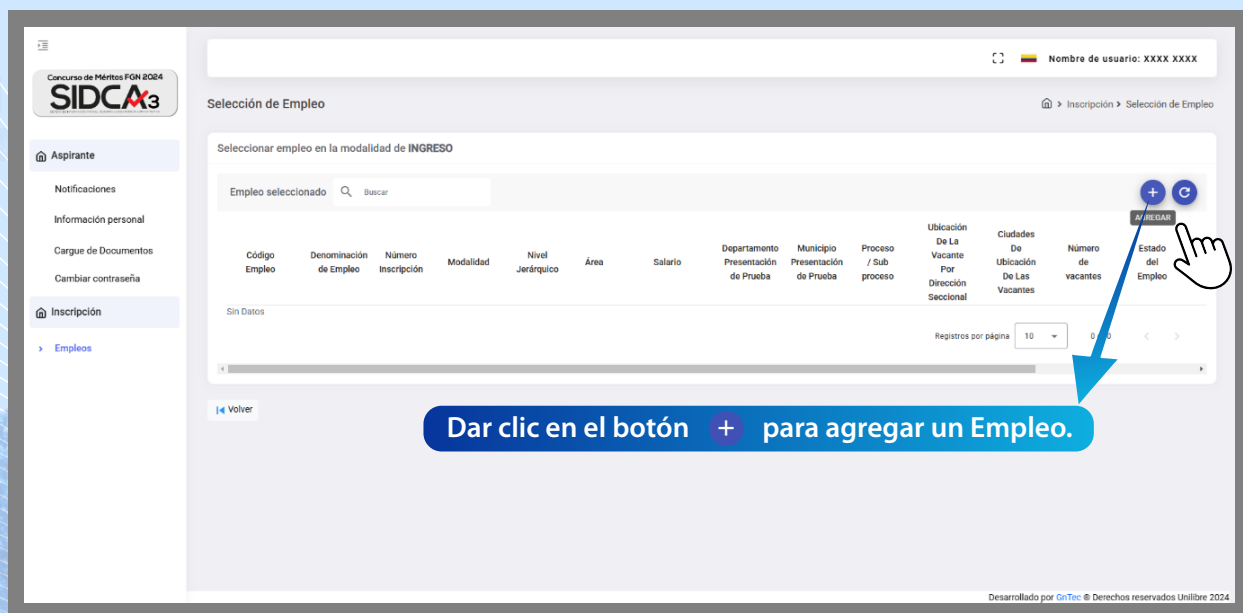 Nombre de usuario: XXXX XXXX
Concurso de Méritos FGN 2024
SIDCA3
Selección de Empleo
Inscripción > Selección de Empleo
Aspirante
Notificaciones
Información personal
Cargue de Documentos
Cambiar contraseña
Inscripción
> Empleos
Seleccionar empleo en la modalidad de INGRESO
Empleo seleccionado Buscar
+
AGREGAR
Código
Empleo
Denominación
de Empleo
Número
Inscripción
Modalidad
Nivel
Jerárquico
Área
Salario
Departamento
Presentación
de Prueba
Municipio
Presentación
de Prueba
Proceso
/ Sub
proceso
Ubicación
De La
Vacante
Por
Dirección
Seccional
Ciudades
De
Ubicación
De Las
Vacantes
Número
de
vacantes
Estado
del
Empleo
Sin Datos
Registros por página 10
Volver
Dar clic en el botón + para agregar un Empleo.
Desarrollado por GnTec ® Derechos reservados Unilibre 2024